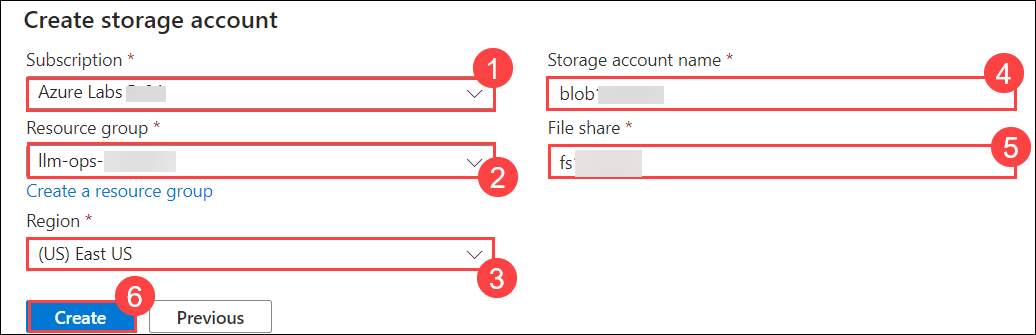 Create storage account
Subscription *
1
Azure Labs
Resource group *
llm-ops-
2
Create a resource group
Region *
(US) East US
3
6
Create
Previous
Storage account name *
4
blob
File share *
5
fs